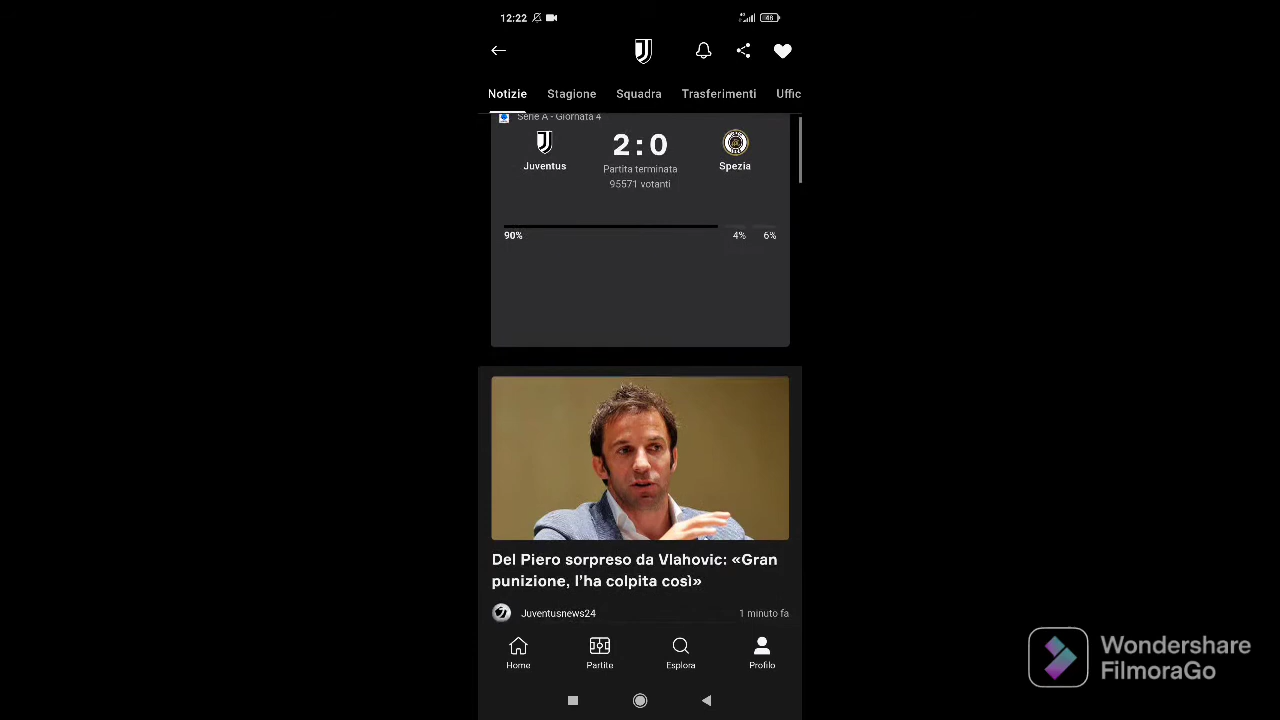 12:22
4G
46
Notizie Stagione Squadra Trasferimenti Uffic
Serie A - Giornata 4
2 : 0
Juventus
Spezia
Partita terminata
95571 votanti
90% 4% 6%
Del Piero sorpreso da Vlahovic: «Gran
punizione, l'ha colpita così»
Juventusnews24
1 minuto fa
Home Partite Esplora Profilo
Wondershare
FilmoraGo